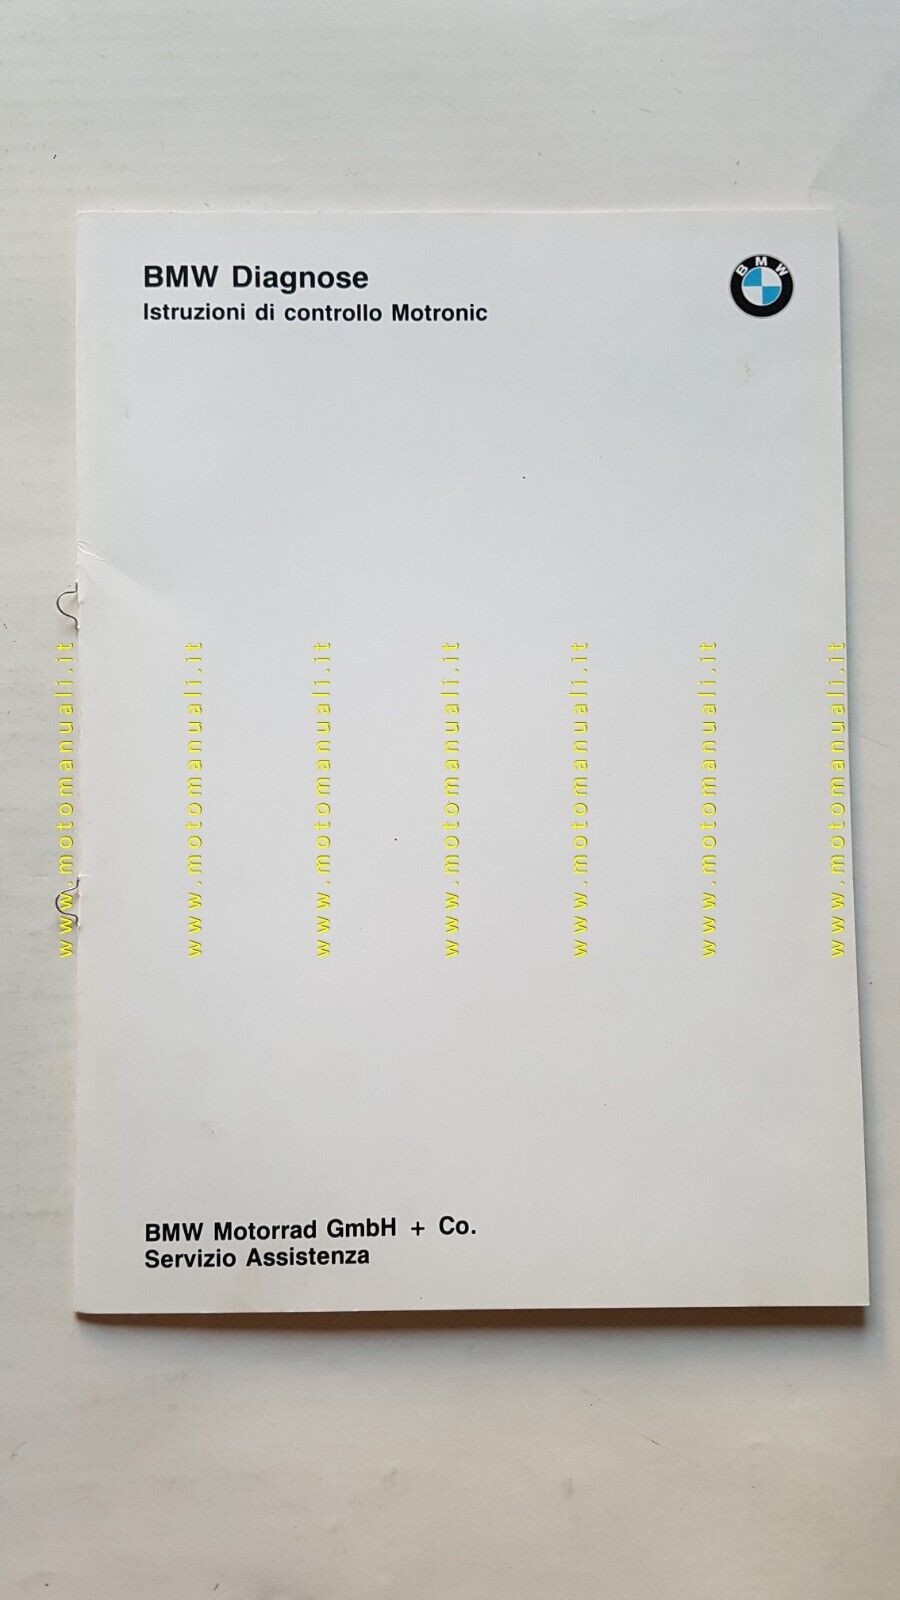 BMW Diagnose
Istruzioni di controllo Motronic
BMW
www.motomanuali.it
www.motomanuali.it
www.motomanuali.it
www.motomanuali.it
www.motomanuali.it
www.motomanuali.it
www.motomanuali.it
BMW Motorrad GmbH + Co.
Servizio Assistenza